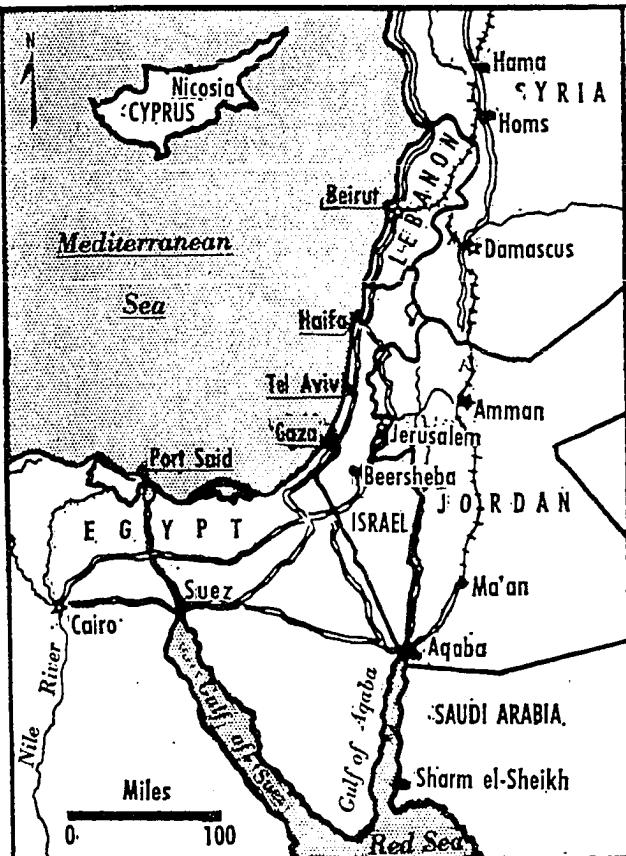 N
Hama
SYRIA
Nicosia
CYPRUS
Homs
LEBANON
Beirut
Mediterranean
Sea
Damascus
Haifa
Tel Aviv
Amman
Gaza
Jerusalem
Port Said
Beersheba
JORDAN
EGYPT
ISRAEL
Suez
Ma'an
Cairo
Aqaba
Nile River
Gulf of Suez
Gulf of Aqaba
SAUDI ARABIA
Sharm el-Sheikh
Miles
0 100
Red Sea